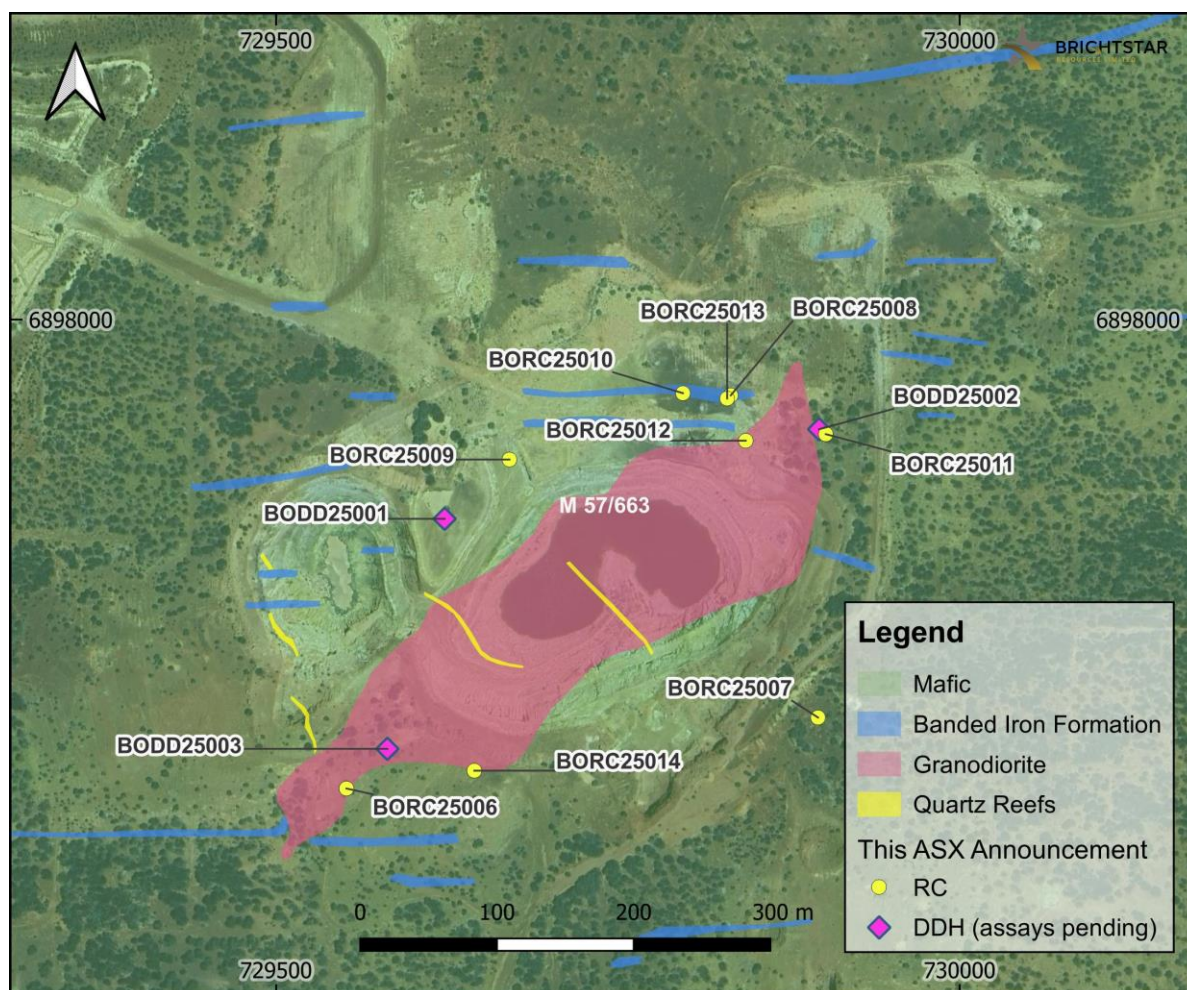 729500
730000
BRIGHTSTAR
RESOURCES LIMITED
6898000
6898000
BORC25013
BORC25008
BORC25010
BODD25002
BORC25012
BORC25009
BORC25011
BODD25001
M 57/663
BORC25007
BODD25003
BORC25014
BORC25006
Legend
Mafic
Banded Iron Formation
Granodiorite
Quartz Reefs
This ASX Announcement
RC
DDH (assays pending)
0 100 200 300 m
729500
730000